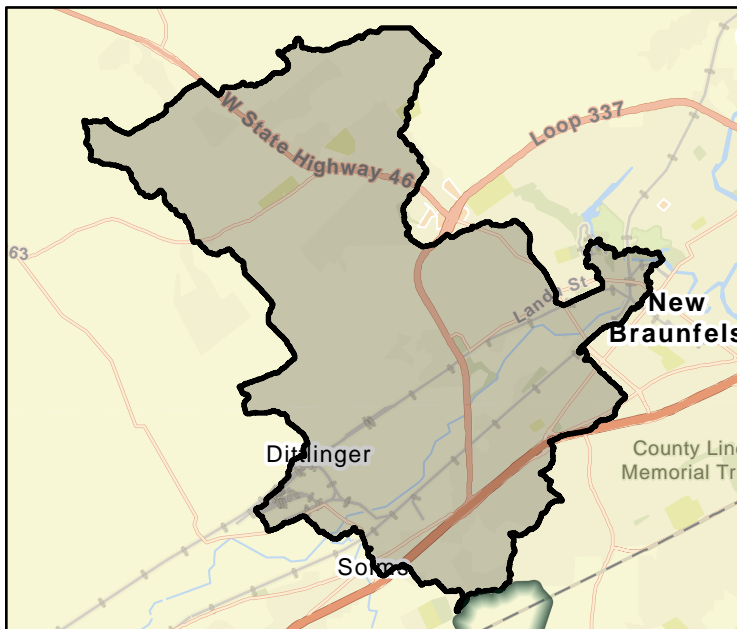 W State Highway 46
Loop 337
63
Landa St
New
Braunfels
Dittlinger
County Line
Memorial Tr
Solms